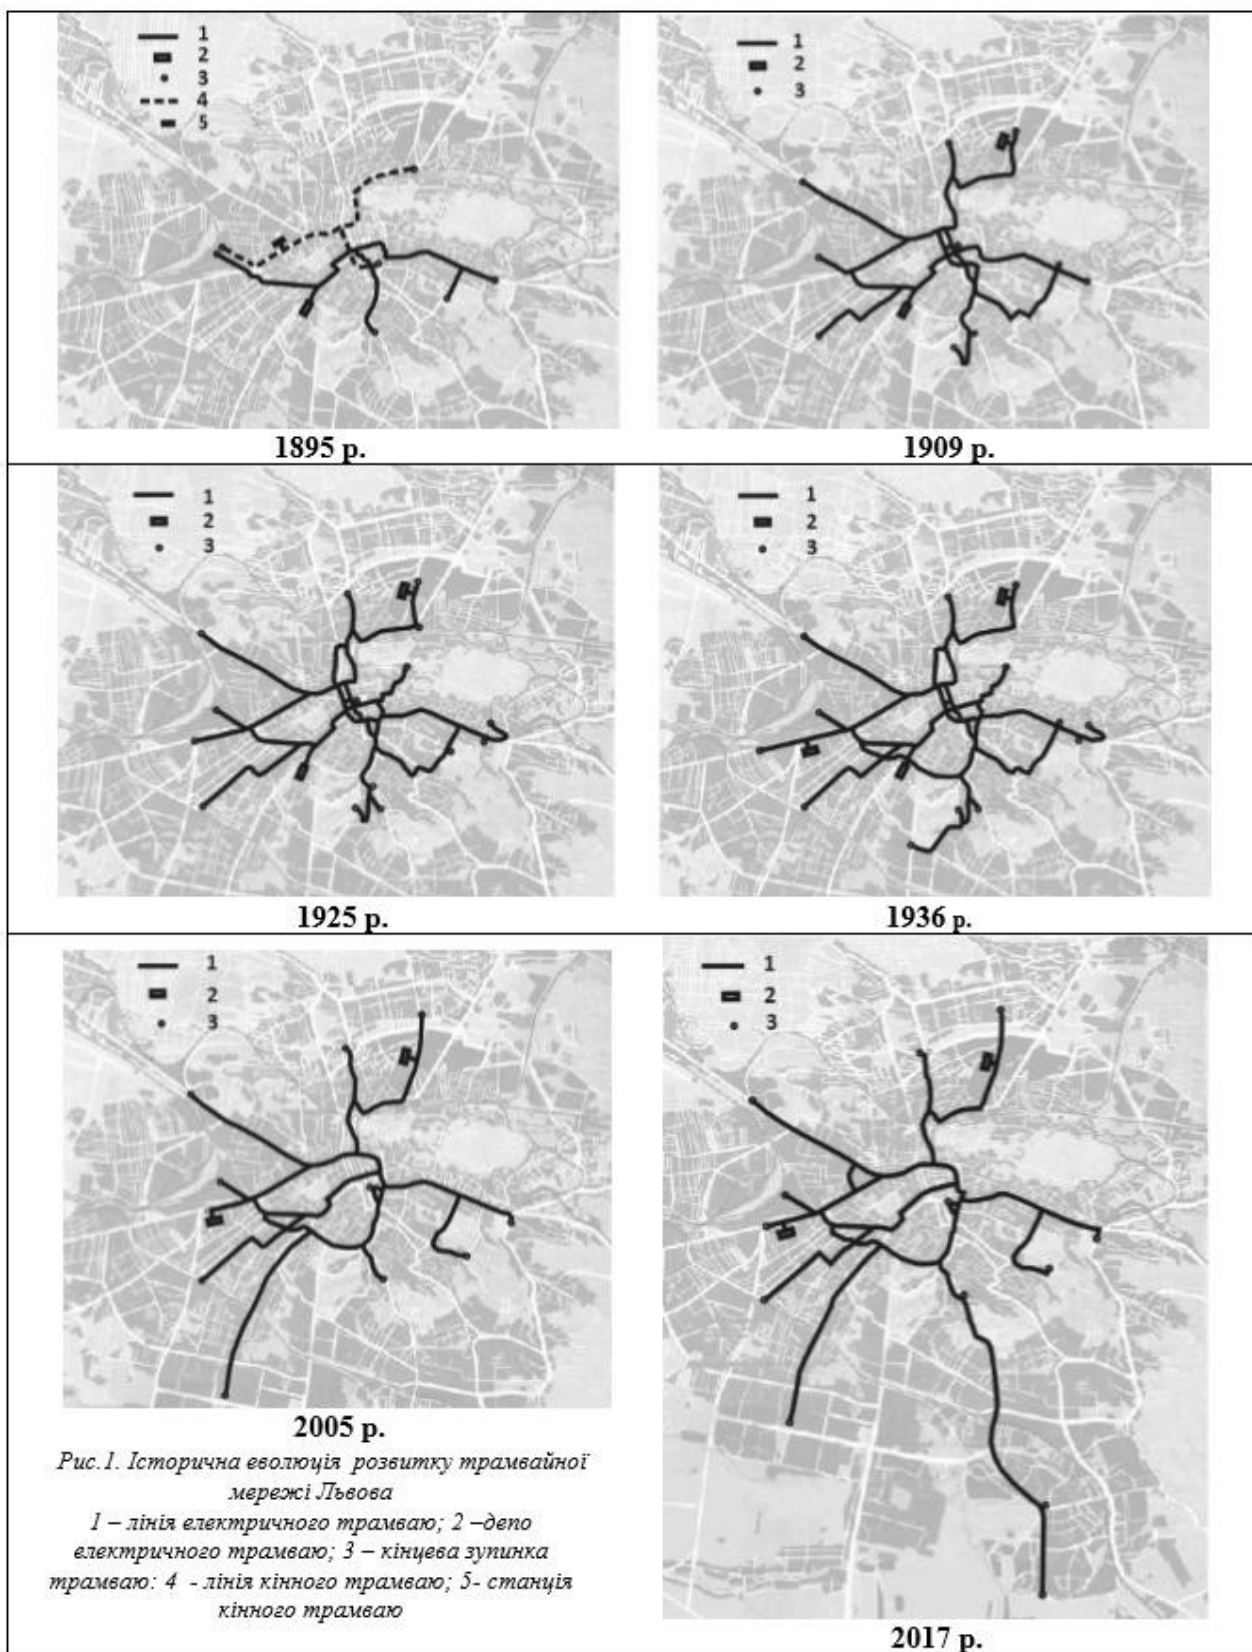 1
2
3
4
5
1895 р.
1
2
3
1909 р.
1
2
3
1925 р.
1
2
3
1936 р.
1
2
3
2005 р.
Рис.1. Історична еволюція розвитку трамвайної
мережі Львова
1 – лінія електричного трамваю; 2 –депо
електричного трамваю; 3 – кінцева зупинка
трамваю: 4 - лінія кінного трамваю; 5- станція
кінного трамваю
1
2
3
2017 р.